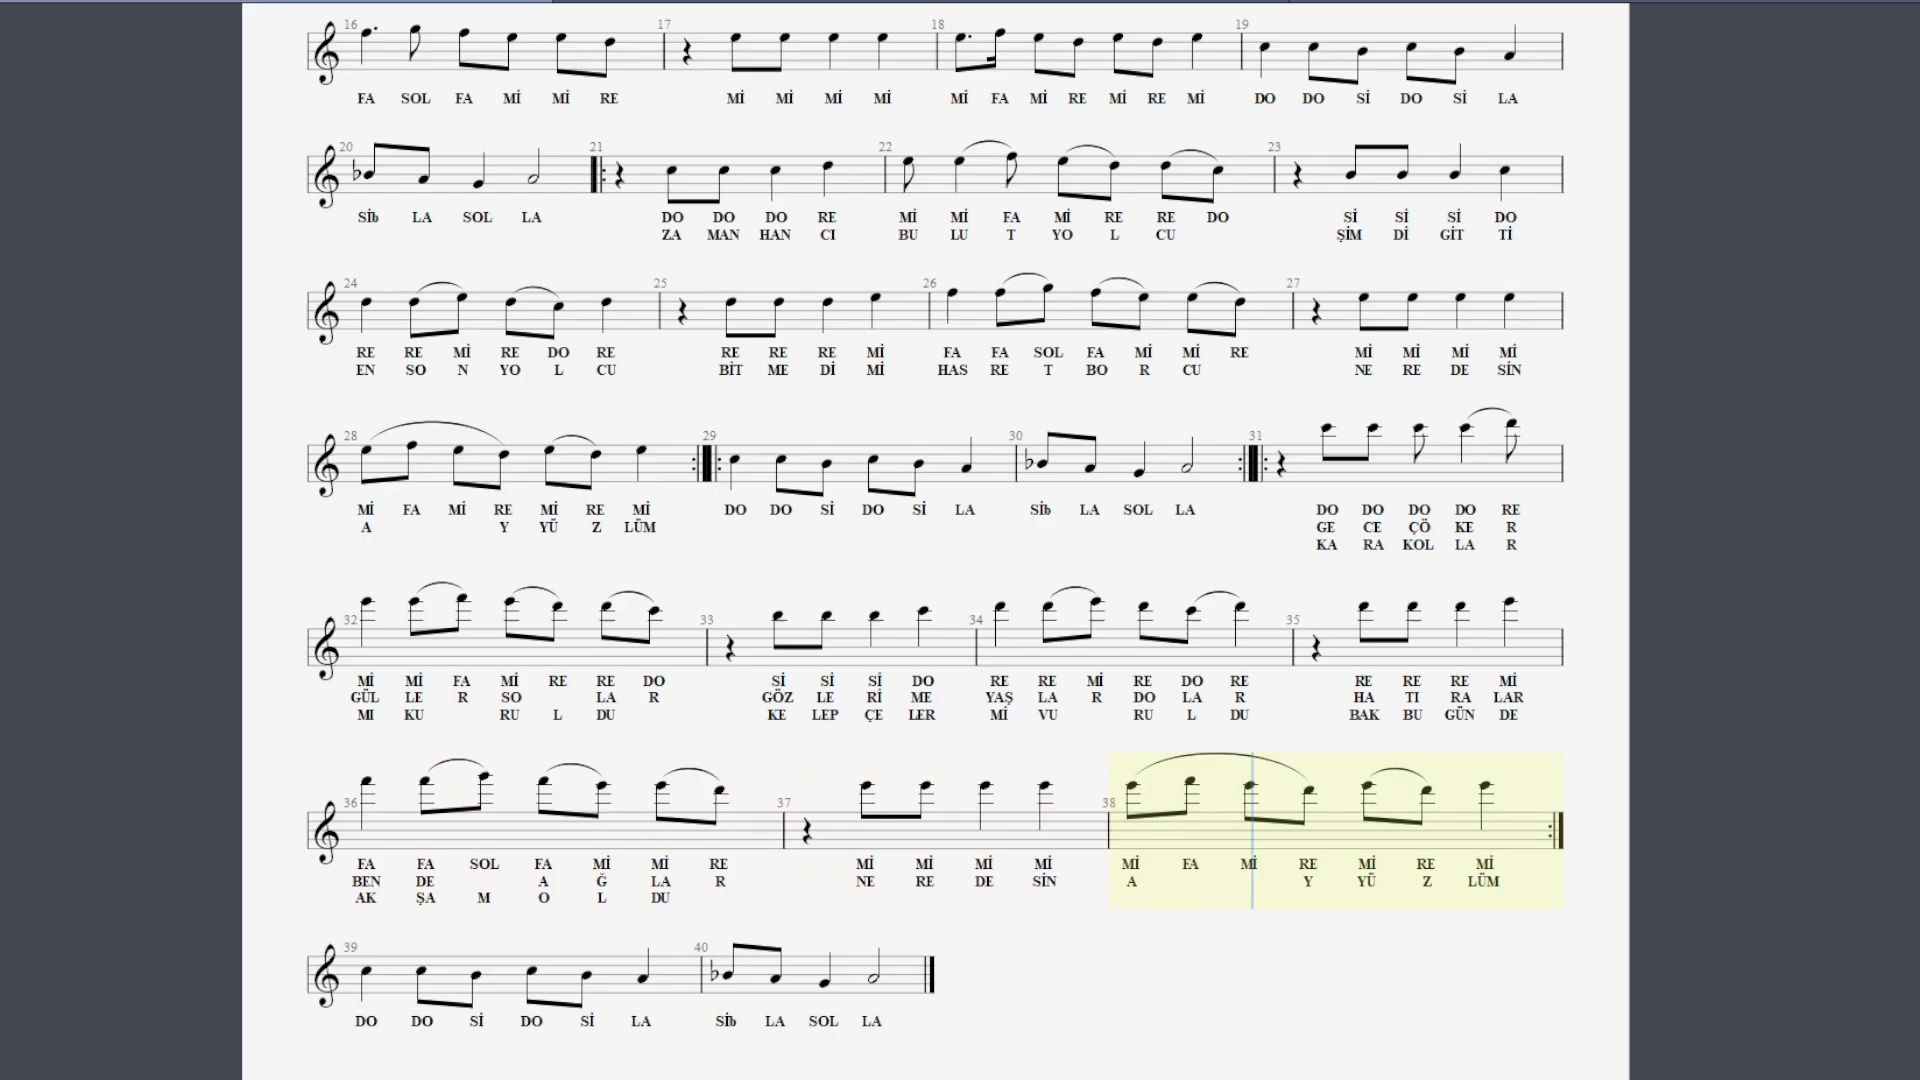 16 17 18 19
FA SOL FA Mİ Mİ RE Mİ Mİ Mİ Mİ Mİ FA Mİ RE Mİ RE Mİ DO DO Sİ DO Sİ LA
20 21 22 23
Sİb LA SOL LA DO DO DO RE Mİ Mİ FA Mİ RE RE DO Sİ Sİ Sİ DO
ZA MAN HAN CI BU LU T YO L CU ŞİM Dİ GİT Tİ
24 25 26 27
RE RE Mİ RE DO RE RE RE RE Mİ FA FA SOL FA Mİ Mİ RE Mİ Mİ Mİ Mİ
EN SO N YO L CU BİT ME Dİ Mİ HAS RE T BO R CU NE RE DE SİN
28 29 30 31
Mİ FA Mİ RE Mİ RE Mİ DO DO Sİ DO Sİ LA Sİb LA SOL LA DO DO DO DO RE
A Y YÜ Z LÜM GE CE ÇÖ KE R
KA RA KOL LA R
32 33 34 35
Mİ Mİ FA Mİ RE RE DO Sİ Sİ Sİ DO RE RE Mİ RE DO RE RE RE RE Mİ
GÜL LE R SO LA R GÖZ LE Rİ ME YAŞ LA R DO LA R HA TI RA LAR
MI KU RU L DU KE LEP ÇE LER Mİ VU RU L DU BAK BU GÜN DE
36 37 38
FA FA SOL FA Mİ Mİ RE Mİ Mİ Mİ Mİ Mİ FA Mİ RE Mİ RE Mİ
BEN DE A Ğ LA R NE RE DE SİN A Y YÜ Z LÜM
AK ŞA M O L DU
39 40
DO DO Sİ DO Sİ LA Sİb LA SOL LA